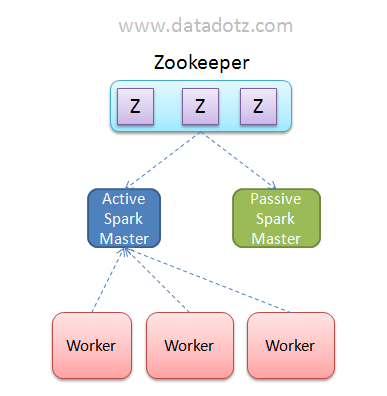 www.datadotz.com
Zookeeper
Z Z Z
Active
Spark
Master
Passive
Spark
Master
Worker Worker Worker